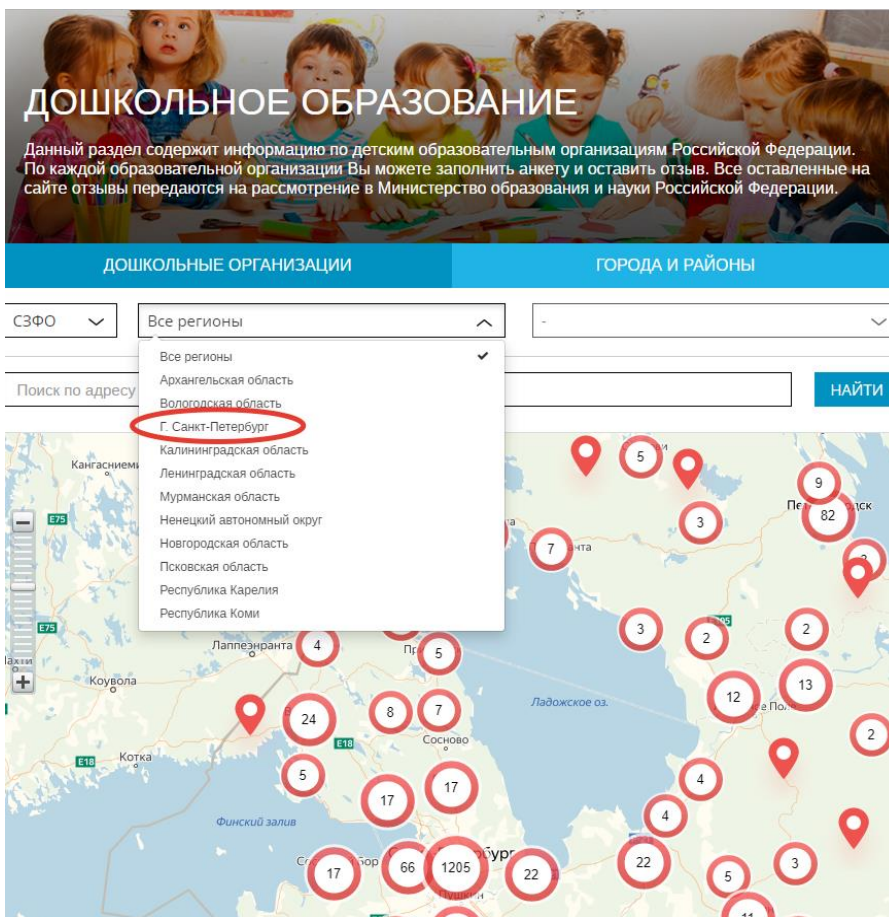 ДОШКОЛЬНОЕ ОБРАЗОВАНИЕ
Данный раздел содержит информацию по детским образовательным организациям Российской Федерации.
По каждой образовательной организации Вы можете заполнить анкету и оставить отзыв. Все оставленные на
сайте отзывы передаются на рассмотрение в Министерство образования и науки Российской Федерации.
ДОШКОЛЬНЫЕ ОРГАНИЗАЦИИ
ГОРОДА И РАЙОНЫ
СЗФО
Все регионы
-
Все регионы
Архангельская область
Вологодская область
Г. Санкт-Петербург
Калининградская область
Ленинградская область
Мурманская область
Ненецкий автономный округ
Новгородская область
Псковская область
Республика Карелия
Республика Коми
Поиск по адресу
НАЙТИ
5
9
82
E75
3
7
E75
3
2
2
Лаппеэнранта
4
5
Коувола
12
13
Ладожское оз.
24
8
7
2
E18
Сосново
Котка
E18
5
17
17
4
4
Финский залив
17
66
1205
22
22
5
3
11